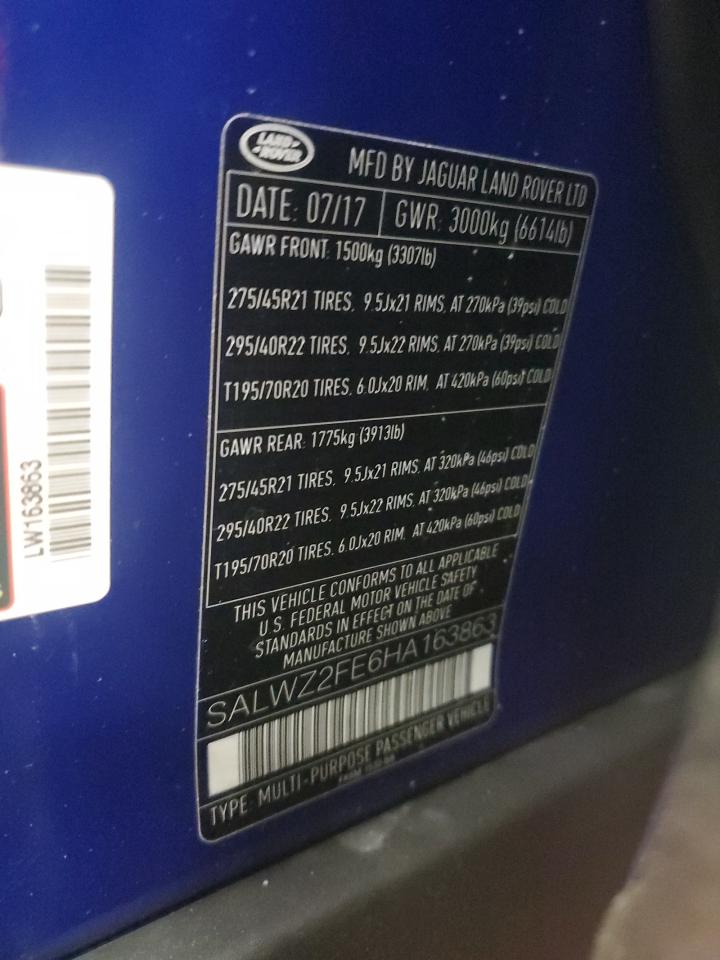 LAND-
-ROVER
MFD BY JAGUAR LAND ROVER LTD
DATE: 07/17 GWR: 3000kg (6614lb)
GAWR FRONT: 1500kg (3307lb)
275/45R21 TIRES, 9.5Jx21 RIMS, AT 270kPa (39psi) COLD
295/40R22 TIRES, 9.5Jx22 RIMS, AT 270kPa (39psi) COLD
T195/70R20 TIRES, 6.0Jx20 RIM, AT 420kPa (60psi) COLD
GAWR REAR: 1775kg (3913lb)
275/45R21 TIRES, 9.5Jx21 RIMS, AT 320kPa (46psi) COLD
295/40R22 TIRES, 9.5Jx22 RIMS, AT 320kPa (46psi) COLD
T195/70R20 TIRES, 6.0Jx20 RIM, AT 420kPa (60psi) COLD
THIS VEHICLE CONFORMS TO ALL APPLICABLE
U.S. FEDERAL MOTOR VEHICLE SAFETY
STANDARDS IN EFFECT ON THE DATE OF
MANUFACTURE SHOWN ABOVE
SALWZ2FE6HA163863
TYPE: MULTI-PURPOSE PASSENGER VEHICLE
LW163863